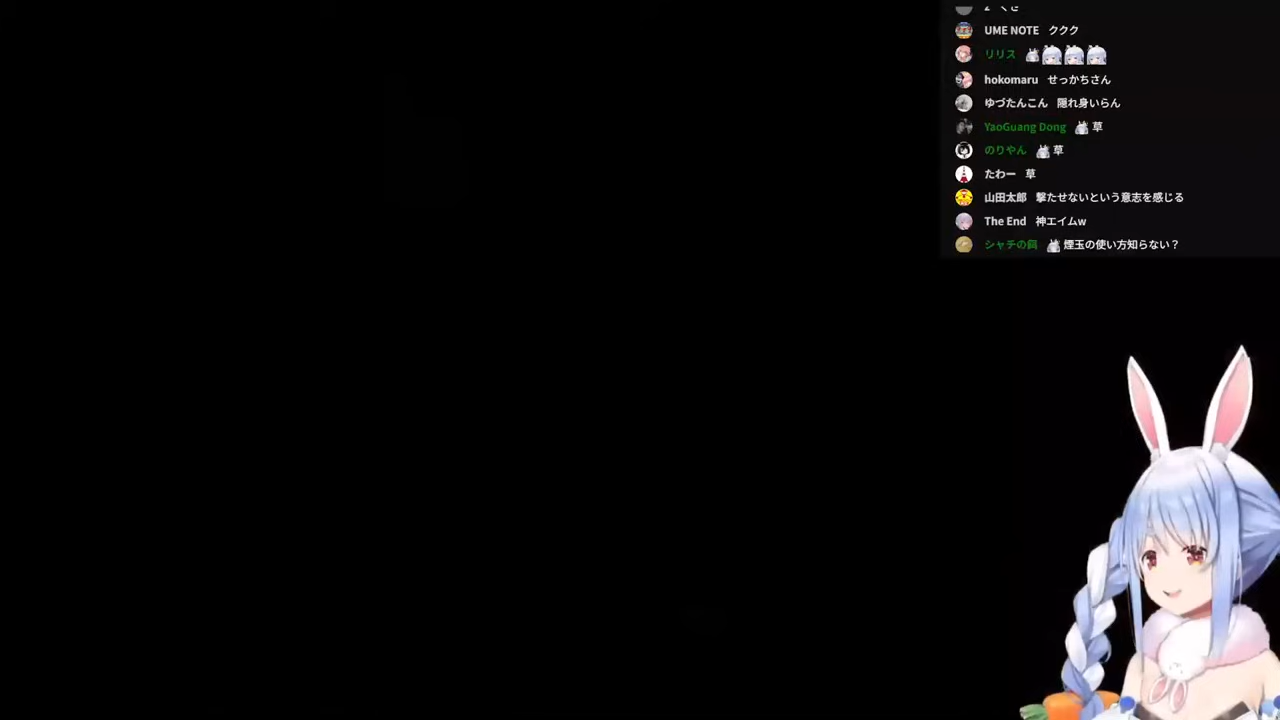 UME NOTE ククク
リリス
hokomaru せっかちさん
ゆづたんこん 隠れ身いらん
YaoGuang Dong 草
のりやん 草
たわー 草
山田太郎 撃たせないという意志を感じる
The End 神エイムw
シャチの餌 煙玉の使い方知らない？